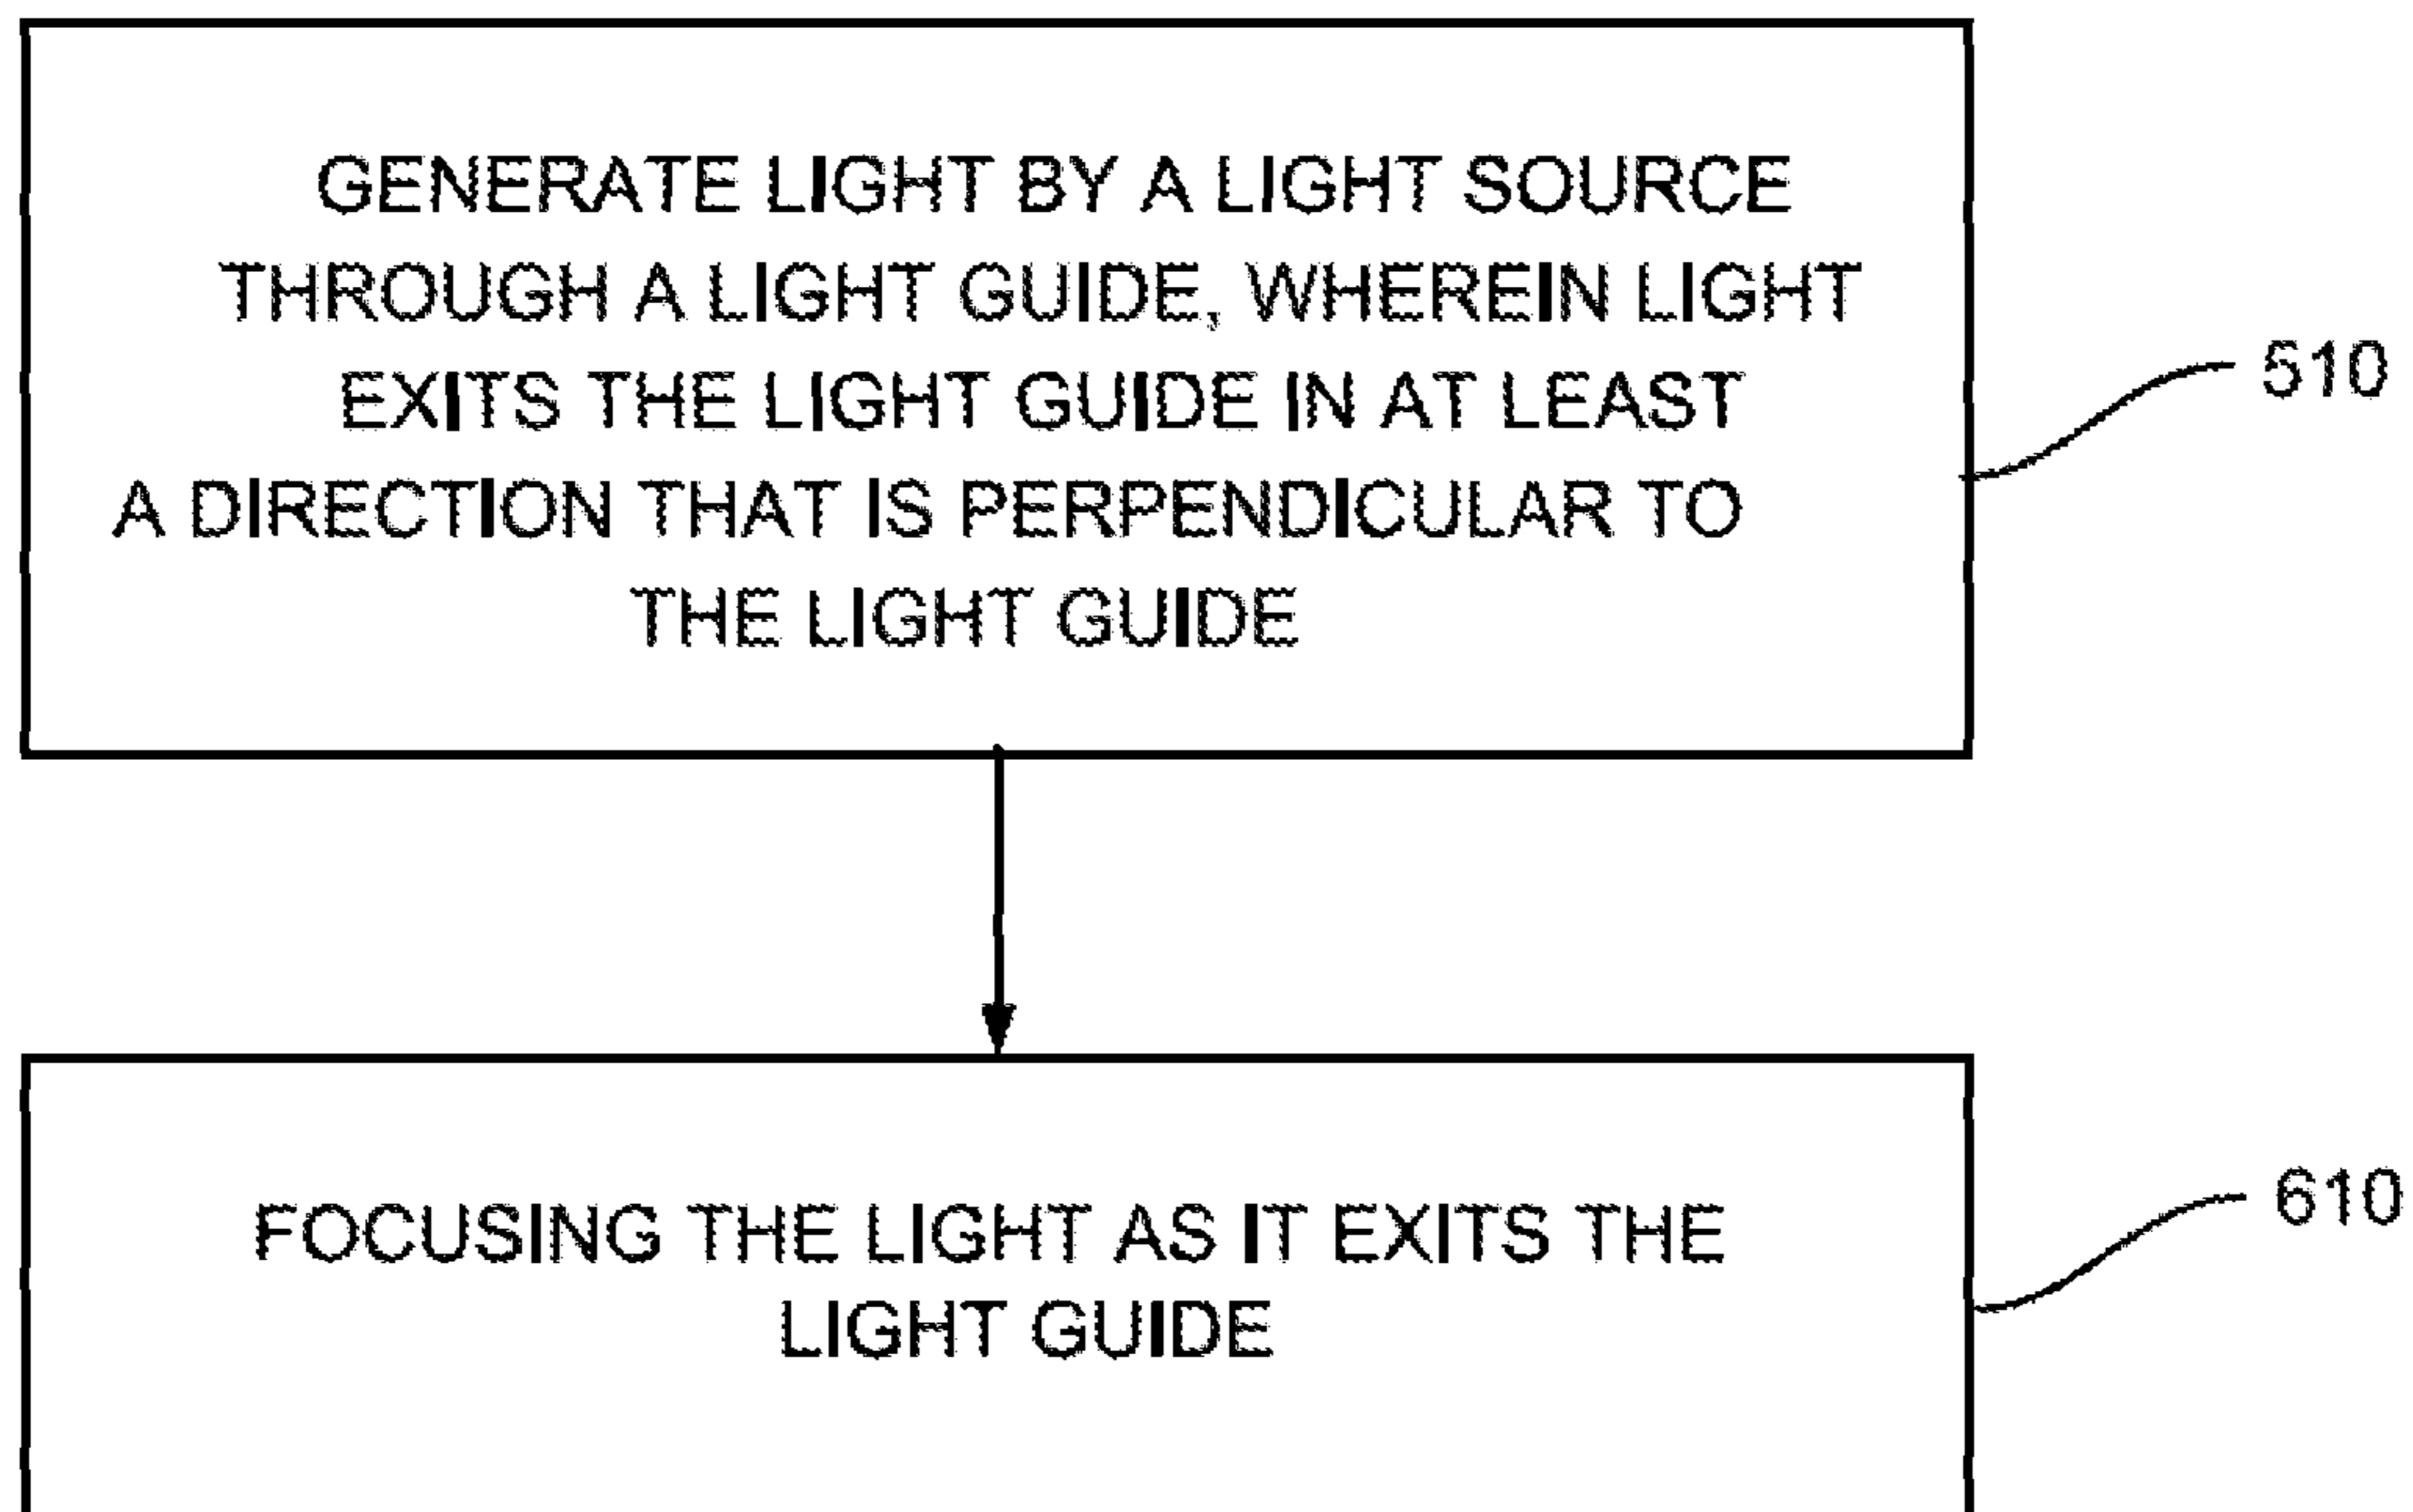 GENERATE LIGHT BY A LIGHT SOURCE
THROUGH A LIGHT GUIDE, WHEREIN LIGHT
EXITS THE LIGHT GUIDE IN AT LEAST
A DIRECTION THAT IS PERPENDICULAR TO
THE LIGHT GUIDE
510
FOCUSING THE LIGHT AS IT EXITS THE
LIGHT GUIDE
610